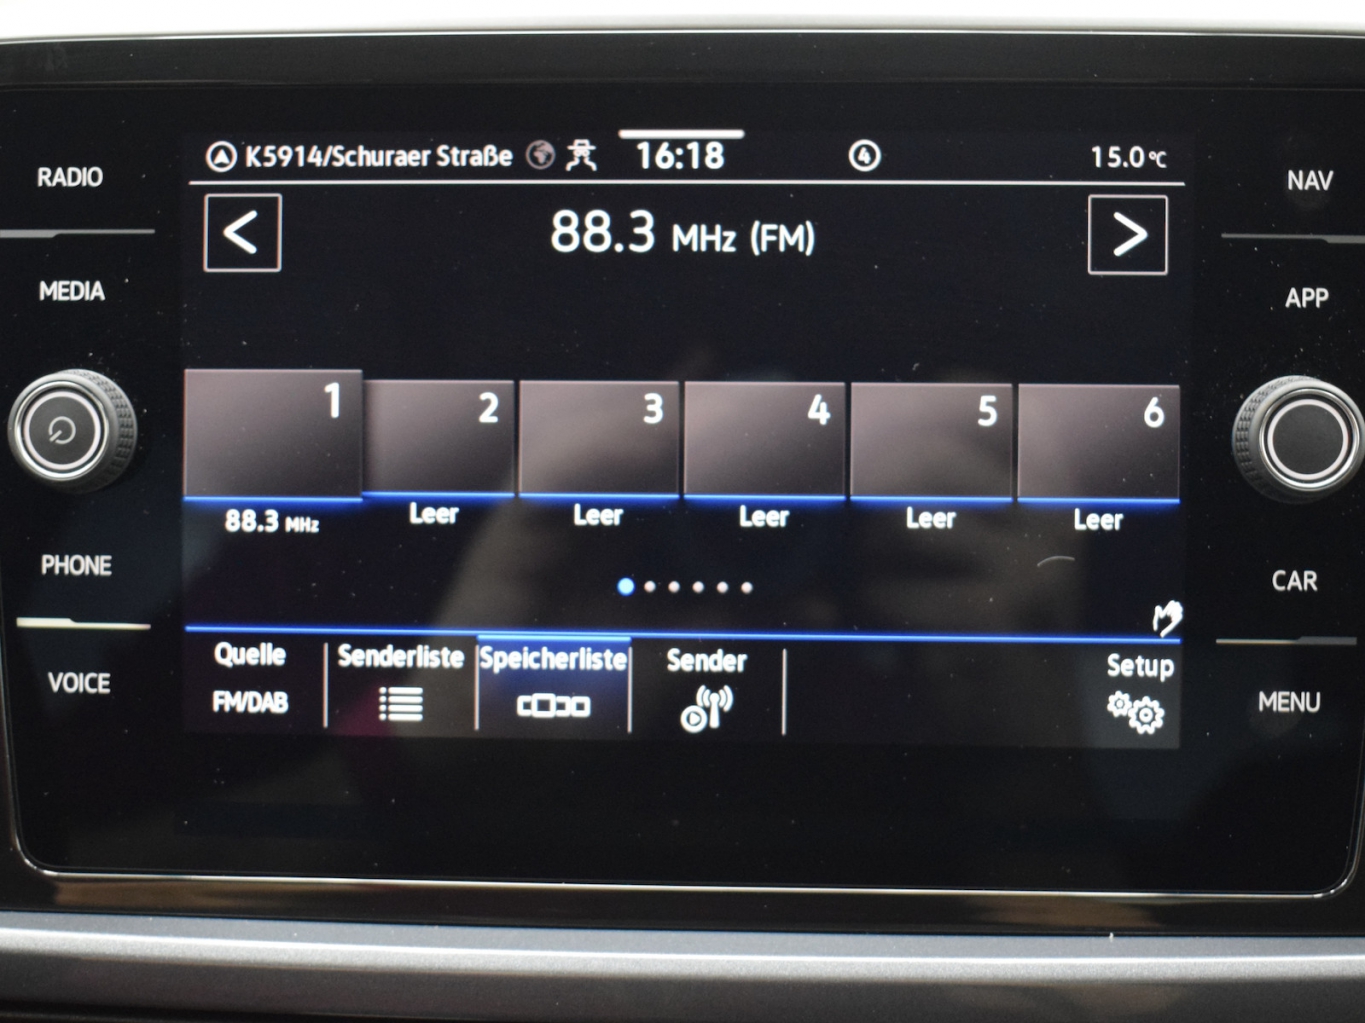 RADIO
MEDIA
PHONE
VOICE
K5914/Schuraer Straße
16:18
4
15.0°C
<
88.3 MHz (FM)
>
1
2
3
4
5
6
88.3 MHz
Leer
Leer
Leer
Leer
Leer
Quelle
FM/DAB
Senderliste
Speicherliste
Sender
Setup
NAV
APP
CAR
MENU